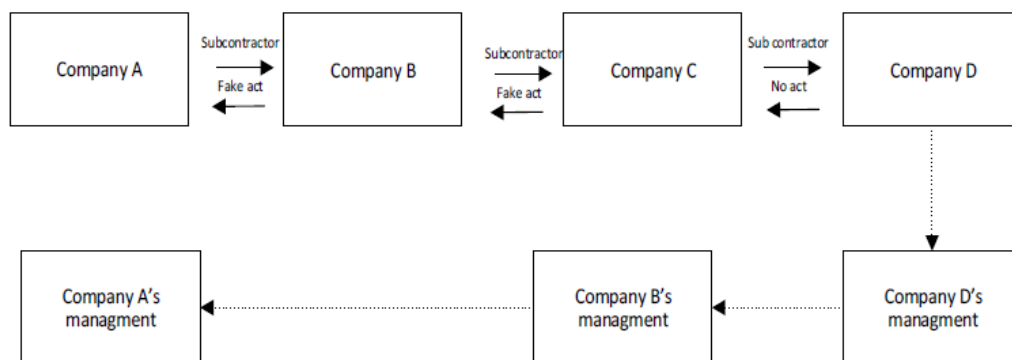 Company A
Subcontractor
Fake act
Company B
Subcontractor
Fake act
Company C
Sub contractor
No act
Company D
Company A's
managment
Company B's
managment
Company D's
managment